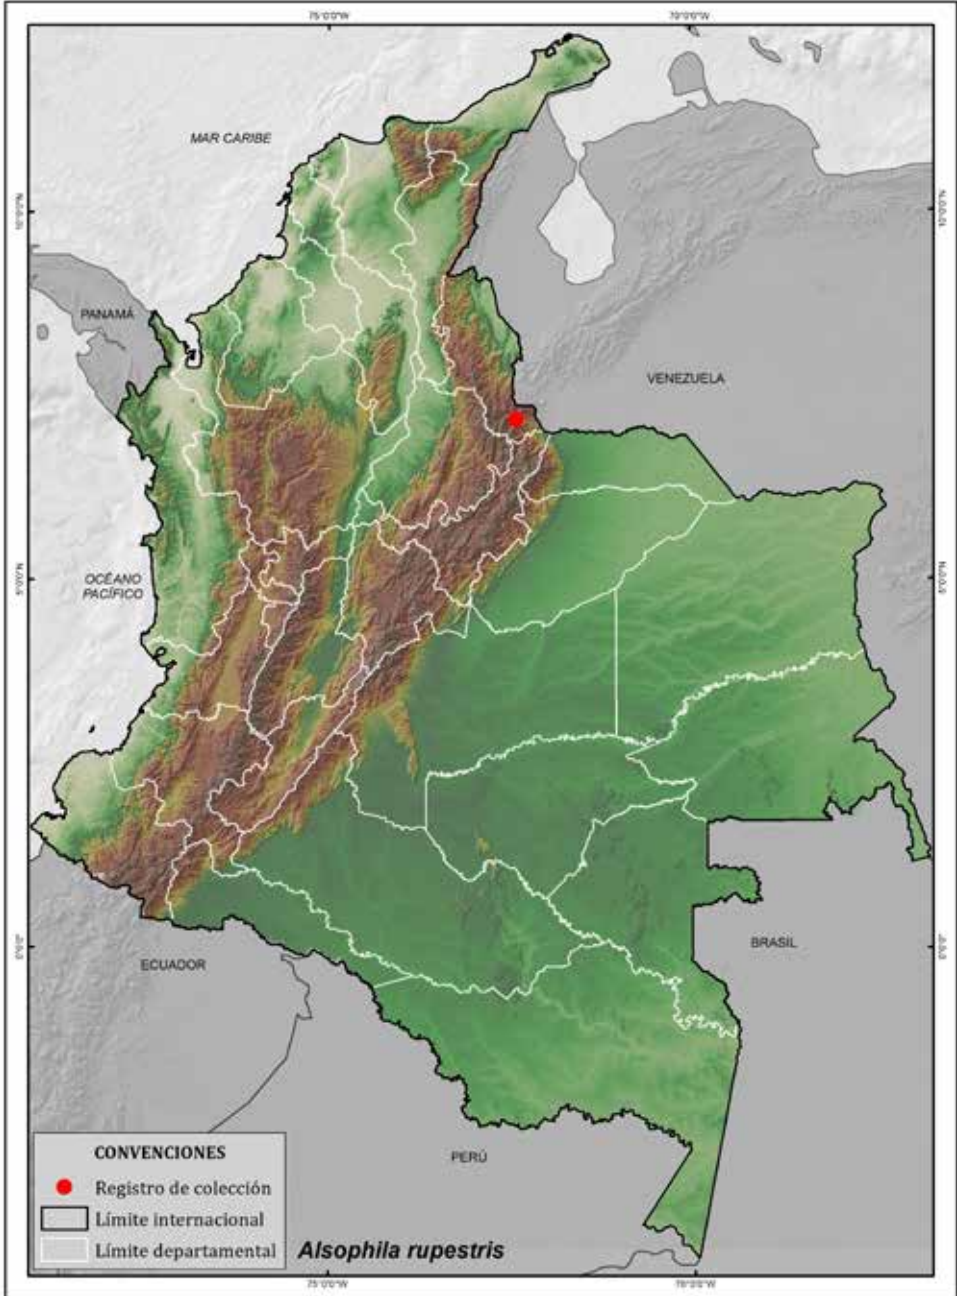 75°0'0"W
70°0'0"W
MAR CARIBE
10°0'0"N
10°0'0"N
PANAMÁ
VENEZUELA
OCÉANO
PACÍFICO
5°0'0"N
5°0'0"N
0°0'0"
0°0'0"
BRASIL
ECUADOR
PERÚ
CONVENCIONES
Registro de colección
Límite internacional
Límite departamental
Alsophila rupestris
75°0'0"W
70°0'0"W